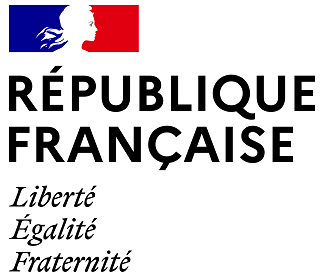 RÉPUBLIQUE
FRANÇAISE
Liberté
Égalité
Fraternité